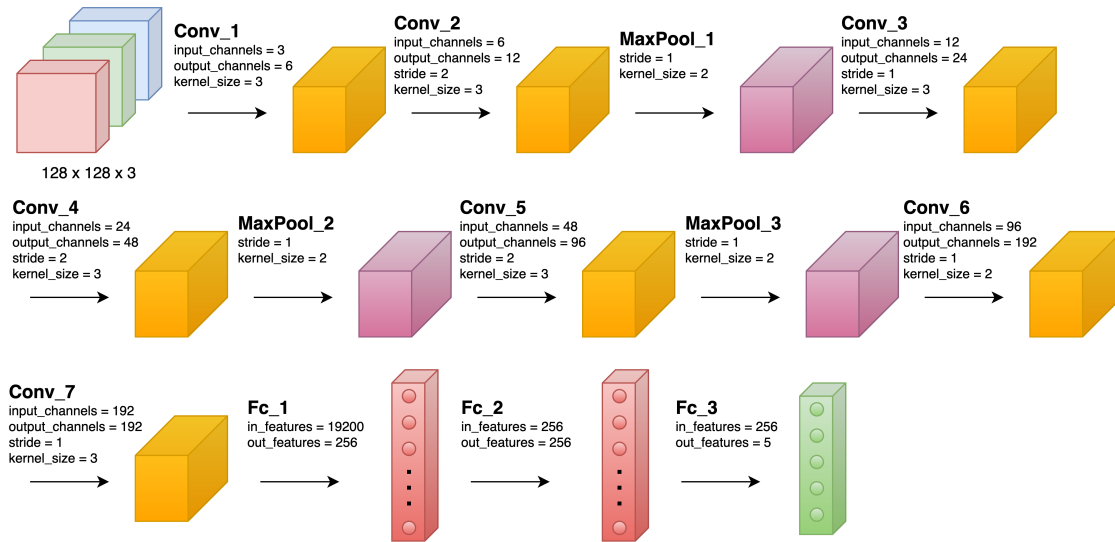 Conv_1
input_channels = 3
output_channels = 6
kernel_size = 3
Conv_2
input_channels = 6
output_channels = 12
stride = 2
kernel_size = 3
MaxPool_1
stride = 1
kernel_size = 2
Conv_3
input_channels = 12
output_channels = 24
stride = 1
kernel_size = 3
128 x 128 x 3
Conv_4
input_channels = 24
output_channels = 48
stride = 2
kernel_size = 3
MaxPool_2
stride = 1
kernel_size = 2
Conv_5
input_channels = 48
output_channels = 96
stride = 2
kernel_size = 3
MaxPool_3
stride = 1
kernel_size = 2
Conv_6
input_channels = 96
output_channels = 192
stride = 1
kernel_size = 2
Conv_7
input_channels = 192
output_channels = 192
stride = 1
kernel_size = 3
Fc_1
in_features = 19200
out_features = 256
Fc_2
in_features = 256
out_features = 256
Fc_3
in_features = 256
out_features = 5